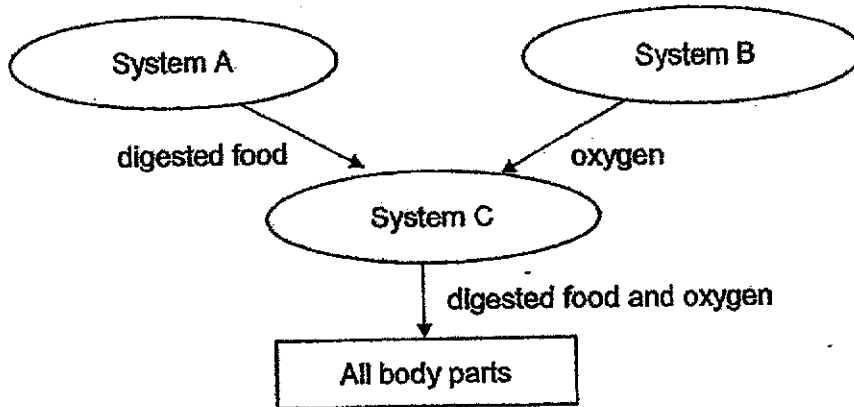 System A
System B
digested food
oxygen
System C
digested food and oxygen
All body parts